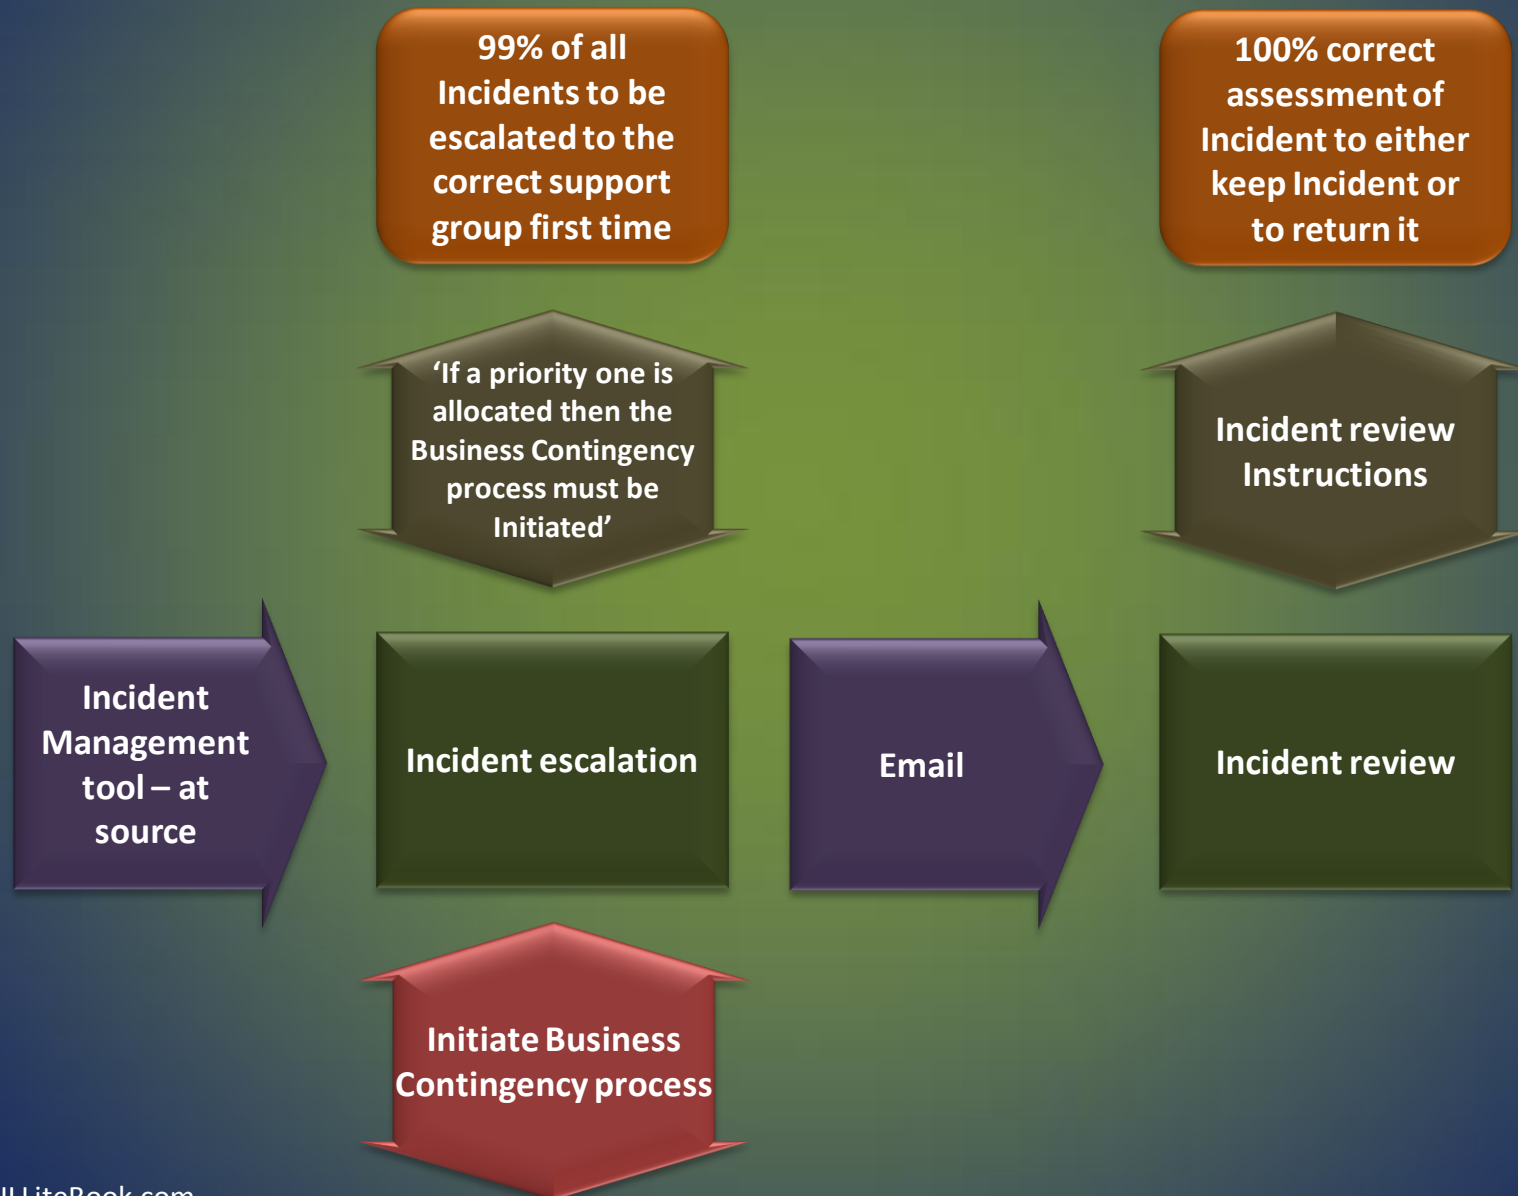 99% of all
Incidents to be
escalated to the
correct support
group first time
100% correct
assessment of
Incident to either
keep Incident or
to return it
‘If a priority one is
allocated then the
Business Contingency
process must be
Initiated’
Incident review
Instructions
Incident
Management
tool – at
source
Incident escalation
Email
Incident review
Initiate Business
Contingency process